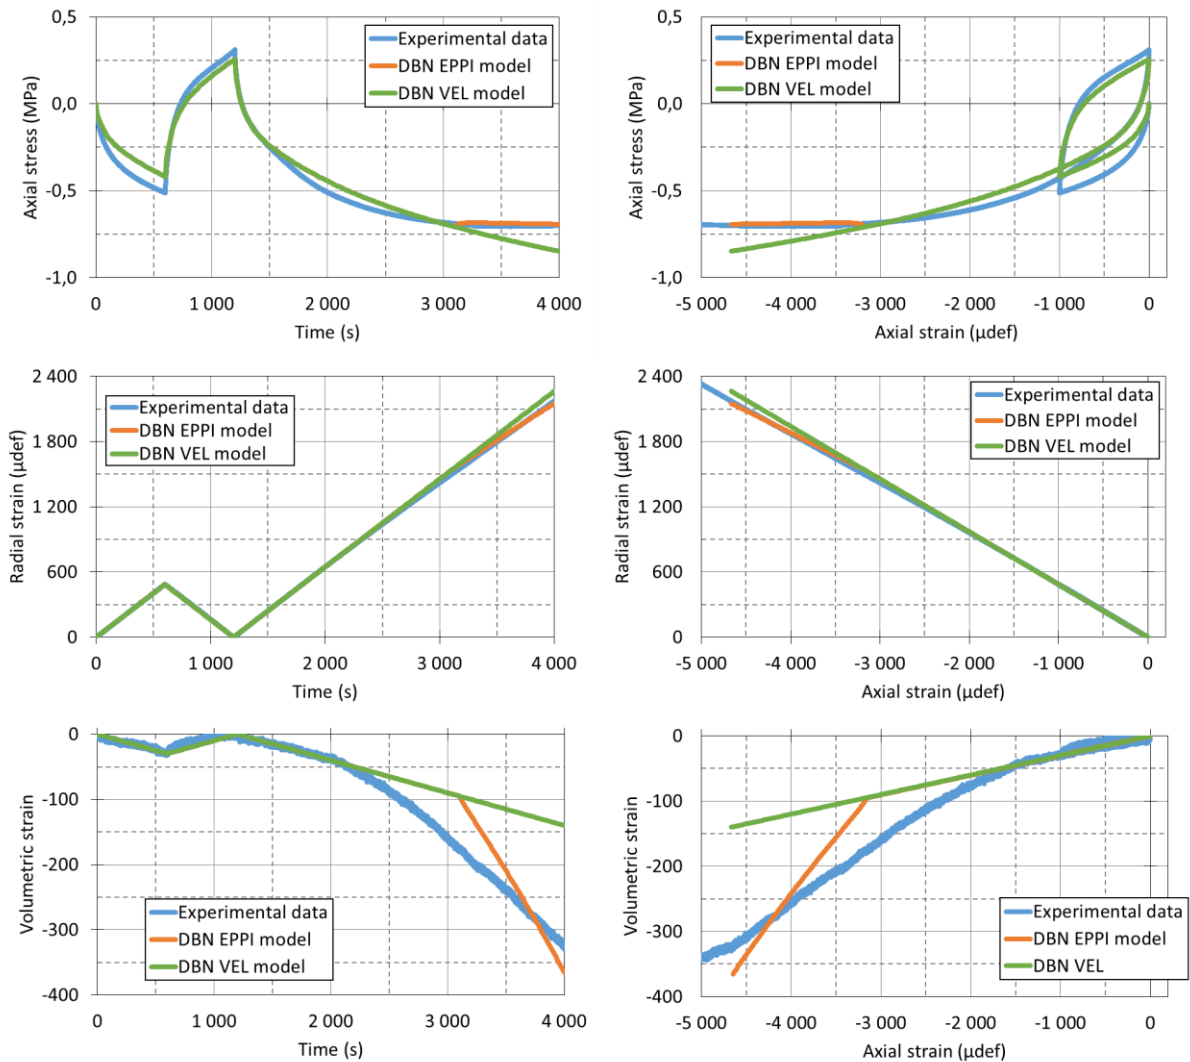 0,5
0,0
-0,5
-1,0
Axial stress (MPa)
Experimental data
DBN EPPI model
DBN VEL model
0
1 000
2 000
3 000
4 000
Time (s)
0,5
0,0
-0,5
-1,0
Axial stress (MPa)
Experimental data
DBN EPPI model
DBN VEL model
-5 000
-4 000
-3 000
-2 000
-1 000
0
Axial strain (µdef)
2 400
1 800
1 200
600
0
Radial strain (µdef)
Experimental data
DBN EPPI model
DBN VEL model
0
1 000
2 000
3 000
4 000
Time (s)
2 400
1 800
1 200
600
0
Radial strain (µdef)
Experimental data
DBN EPPI model
DBN VEL model
-5 000
-4 000
-3 000
-2 000
-1 000
0
Axial strain (µdef)
0
-100
-200
-300
-400
Volumetric strain
Experimental data
DBN EPPI model
DBN VEL model
0
1 000
2 000
3 000
4 000
Time (s)
0
-100
-200
-300
-400
Volumetric strain
Experimental data
DBN EPPI model
DBN VEL
-5 000
-4 000
-3 000
-2 000
-1 000
0
Axial strain (µdef)